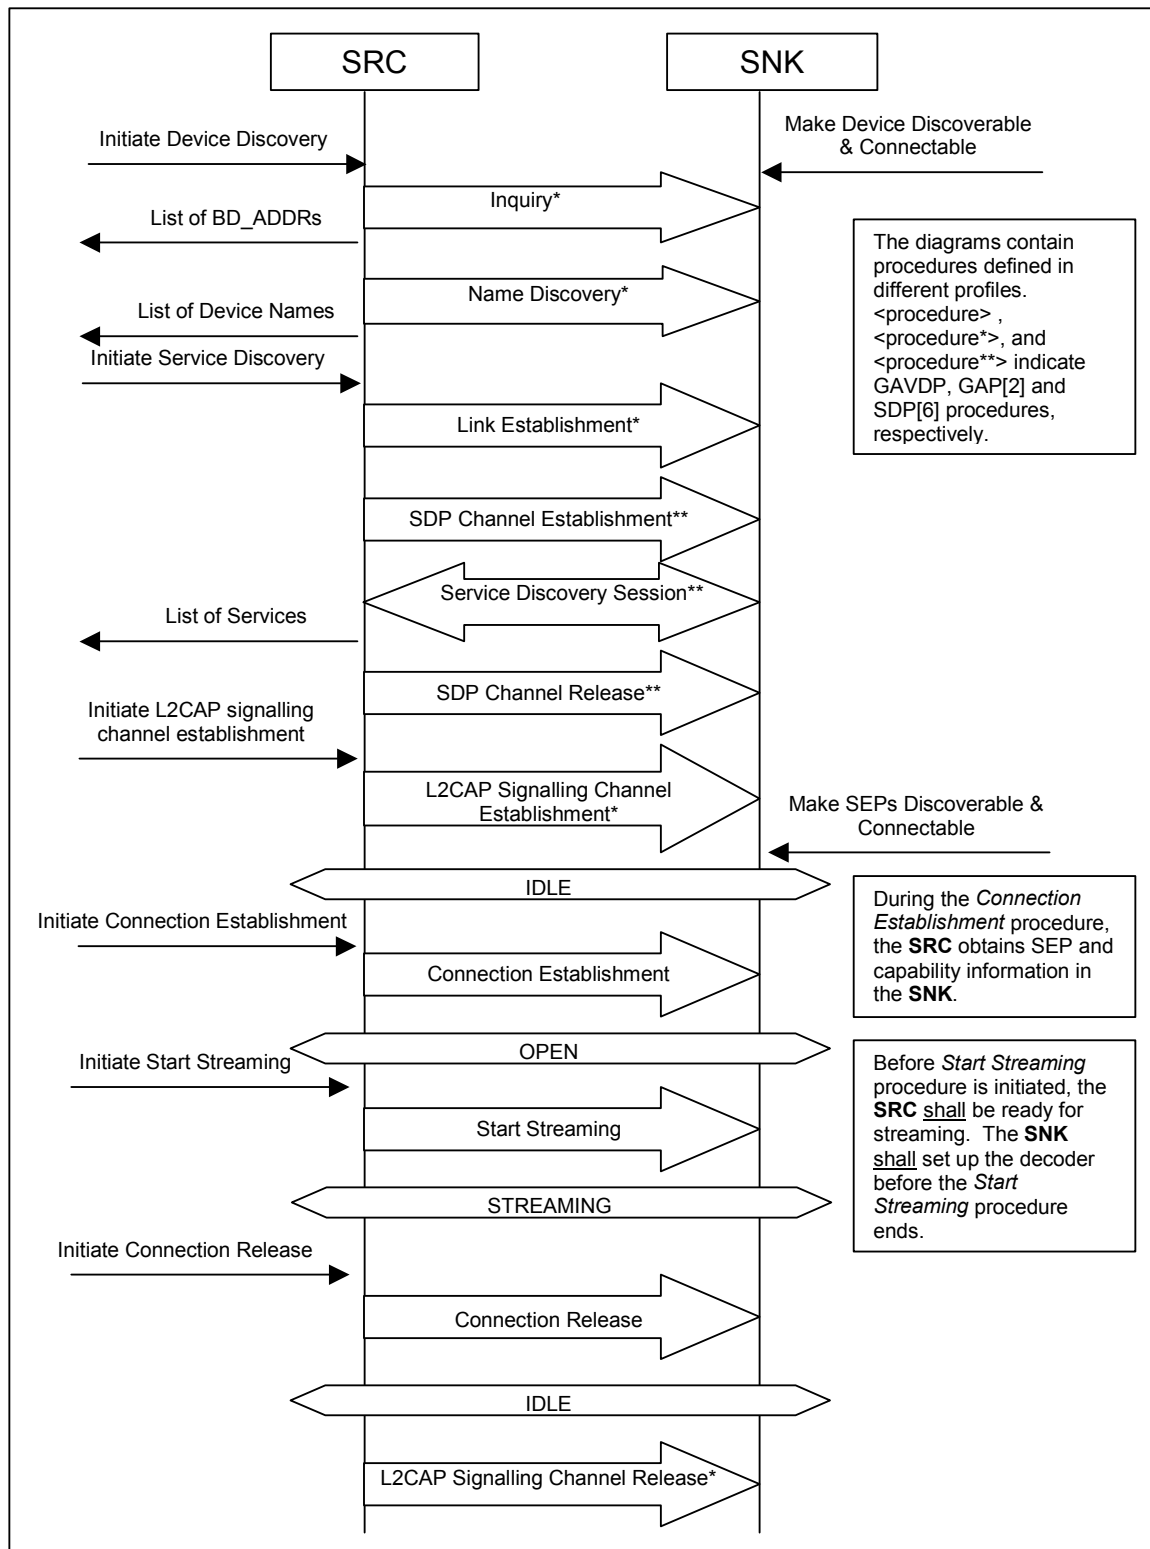 SRC
SNK
Initiate Device Discovery
Make Device Discoverable
& Connectable
Inquiry*
List of BD_ADDRs
The diagrams contain
procedures defined in
different profiles.
<procedure> ,
<procedure*>, and
<procedure**> indicate
GAVDP, GAP[2] and
SDP[6] procedures,
respectively.
Name Discovery*
List of Device Names
Initiate Service Discovery
Link Establishment*
SDP Channel Establishment**
Service Discovery Session**
List of Services
SDP Channel Release**
Initiate L2CAP signalling
channel establishment
L2CAP Signalling Channel
Establishment*
Make SEPs Discoverable &
Connectable
IDLE
During the Connection
Establishment procedure,
the SRC obtains SEP and
capability information in
the SNK.
Initiate Connection Establishment
Connection Establishment
OPEN
Initiate Start Streaming
Before Start Streaming
procedure is initiated, the
SRC shall be ready for
streaming.  The SNK
shall set up the decoder
before the Start
Streaming procedure
ends.
Start Streaming
STREAMING
Initiate Connection Release
Connection Release
IDLE
L2CAP Signalling Channel Release*